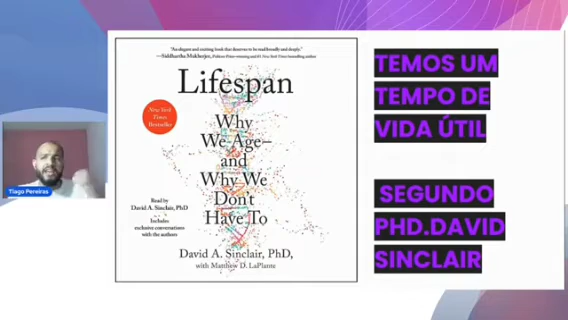 "An elegant and exciting book that deserves to be read broadly and deeply."
—Siddhartha Mukherjee, Pulitzer Prize–winning and #1 New York Times bestselling author
Lifespan
New York
Times
Bestseller
Why
We Age—
and
Why We
Don't
Have To
Read by
David A. Sinclair, PhD
Includes
exclusive conversations
with the authors
David A. Sinclair, PhD,
with Matthew D. LaPlante
TEMOS UM
TEMPO DE
VIDA ÚTIL
SEGUNDO
PHD.DAVID
SINCLAIR
Tiago Pereiras